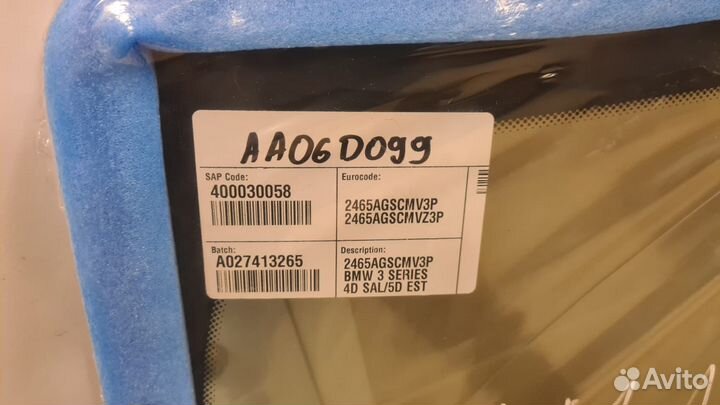 AA06D099
SAP Code:
400030058
Eurocode:
2465AGSCMV3P
2465AGSCMVZ3P
Batch:
A027413265
Description:
2465AGSCMV3P
BMW 3 SERIES
4D SAL/5D EST
Avito